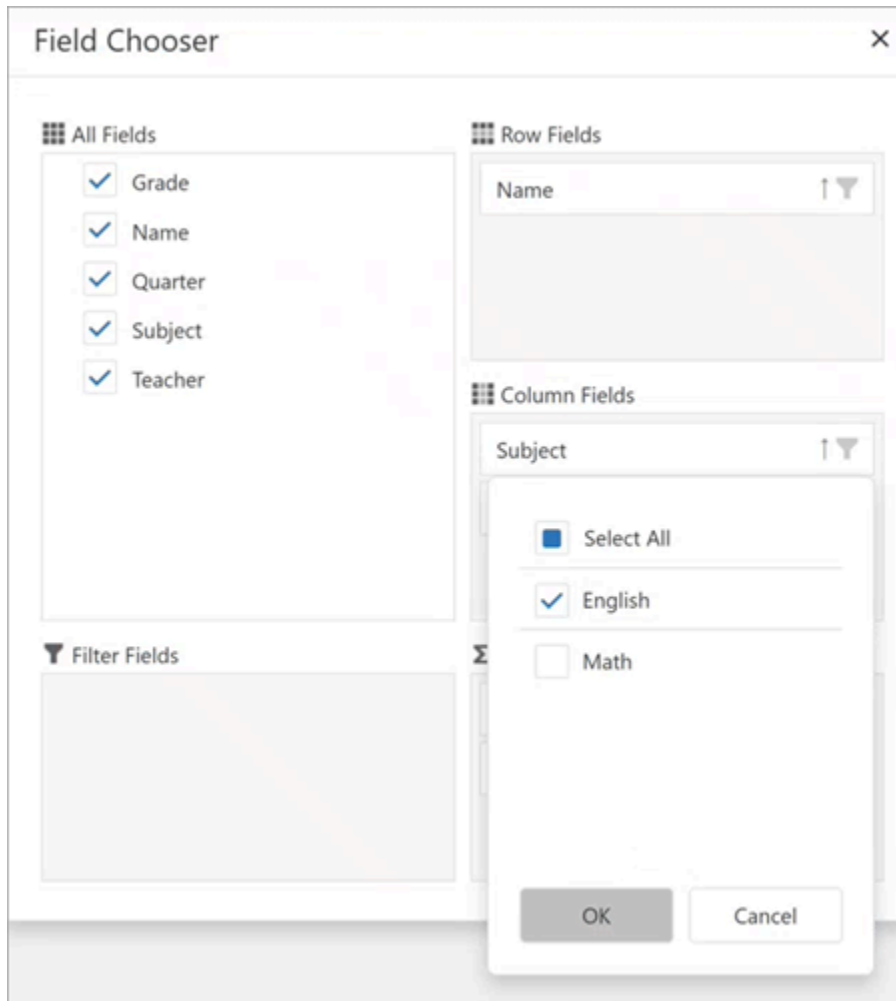 Field Chooser
All Fields
Grade
Name
Quarter
Subject
Teacher
Row Fields
Name
Column Fields
Subject
Select All
English
Math
OK
Cancel
Filter Fields
Σ